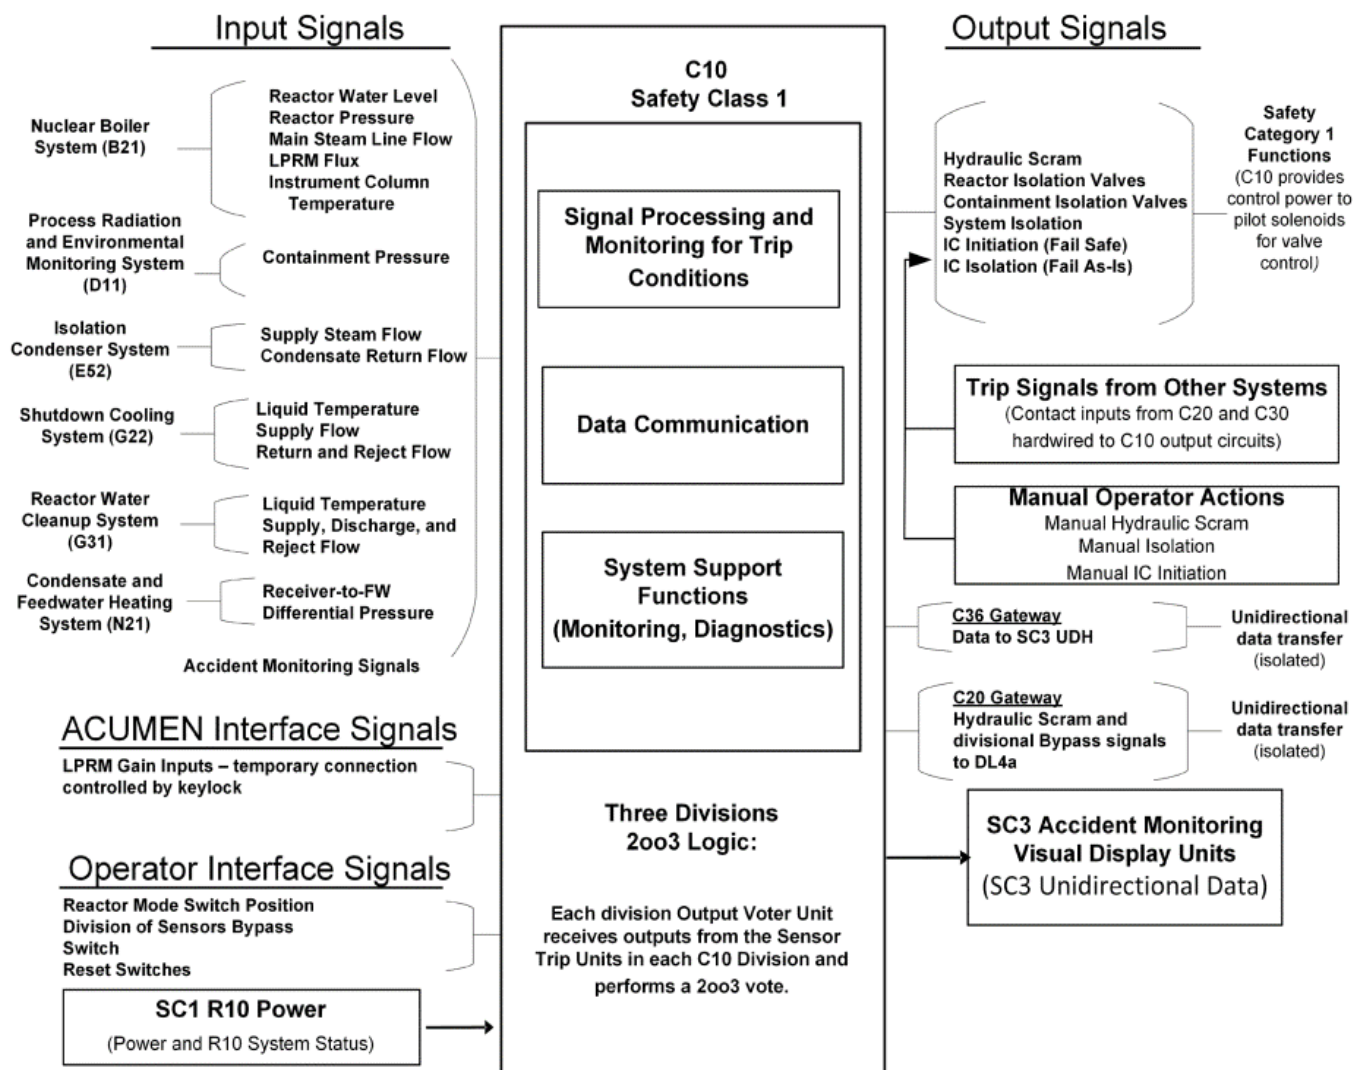 Input Signals
Nuclear Boiler
System (B21)
Reactor Water Level
Reactor Pressure
Main Steam Line Flow
LPRM Flux
Instrument Column
Temperature
Process Radiation
and Environmental
Monitoring System
(D11)
Containment Pressure
Isolation
Condenser System
(E52)
Supply Steam Flow
Condensate Return Flow
Shutdown Cooling
System (G22)
Liquid Temperature
Supply Flow
Return and Reject Flow
Reactor Water
Cleanup System
(G31)
Liquid Temperature
Supply, Discharge, and
Reject Flow
Condensate and
Feedwater Heating
System (N21)
Receiver-to-FW
Differential Pressure
Accident Monitoring Signals
ACUMEN Interface Signals
LPRM Gain Inputs – temporary connection
controlled by keylock
Operator Interface Signals
Reactor Mode Switch Position
Division of Sensors Bypass
Switch
Reset Switches
SC1 R10 Power
(Power and R10 System Status)
C10
Safety Class 1
Signal Processing and
Monitoring for Trip
Conditions
Data Communication
System Support
Functions
(Monitoring, Diagnostics)
Three Divisions
2oo3 Logic:
Each division Output Voter Unit
receives outputs from the Sensor
Trip Units in each C10 Division and
performs a 2oo3 vote.
Output Signals
Hydraulic Scram
Reactor Isolation Valves
Containment Isolation Valves
System Isolation
IC Initiation (Fail Safe)
IC Isolation (Fail As-Is)
Safety
Category 1
Functions
(C10 provides
control power to
pilot solenoids
for valve
control)
Trip Signals from Other Systems
(Contact inputs from C20 and C30
hardwired to C10 output circuits)
Manual Operator Actions
Manual Hydraulic Scram
Manual Isolation
Manual IC Initiation
C36 Gateway
Data to SC3 UDH
Unidirectional
data transfer
(isolated)
C20 Gateway
Hydraulic Scram and
divisional Bypass signals
to DL4a
Unidirectional
data transfer
(isolated)
SC3 Accident Monitoring
Visual Display Units
(SC3 Unidirectional Data)